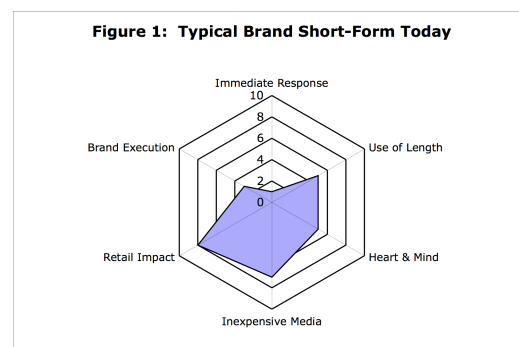 Figure 1:  Typical Brand Short-Form Today
Immediate Response
10
8
Brand Execution
Use of Length
6
4
2
0
Retail Impact
Heart & Mind
Inexpensive Media